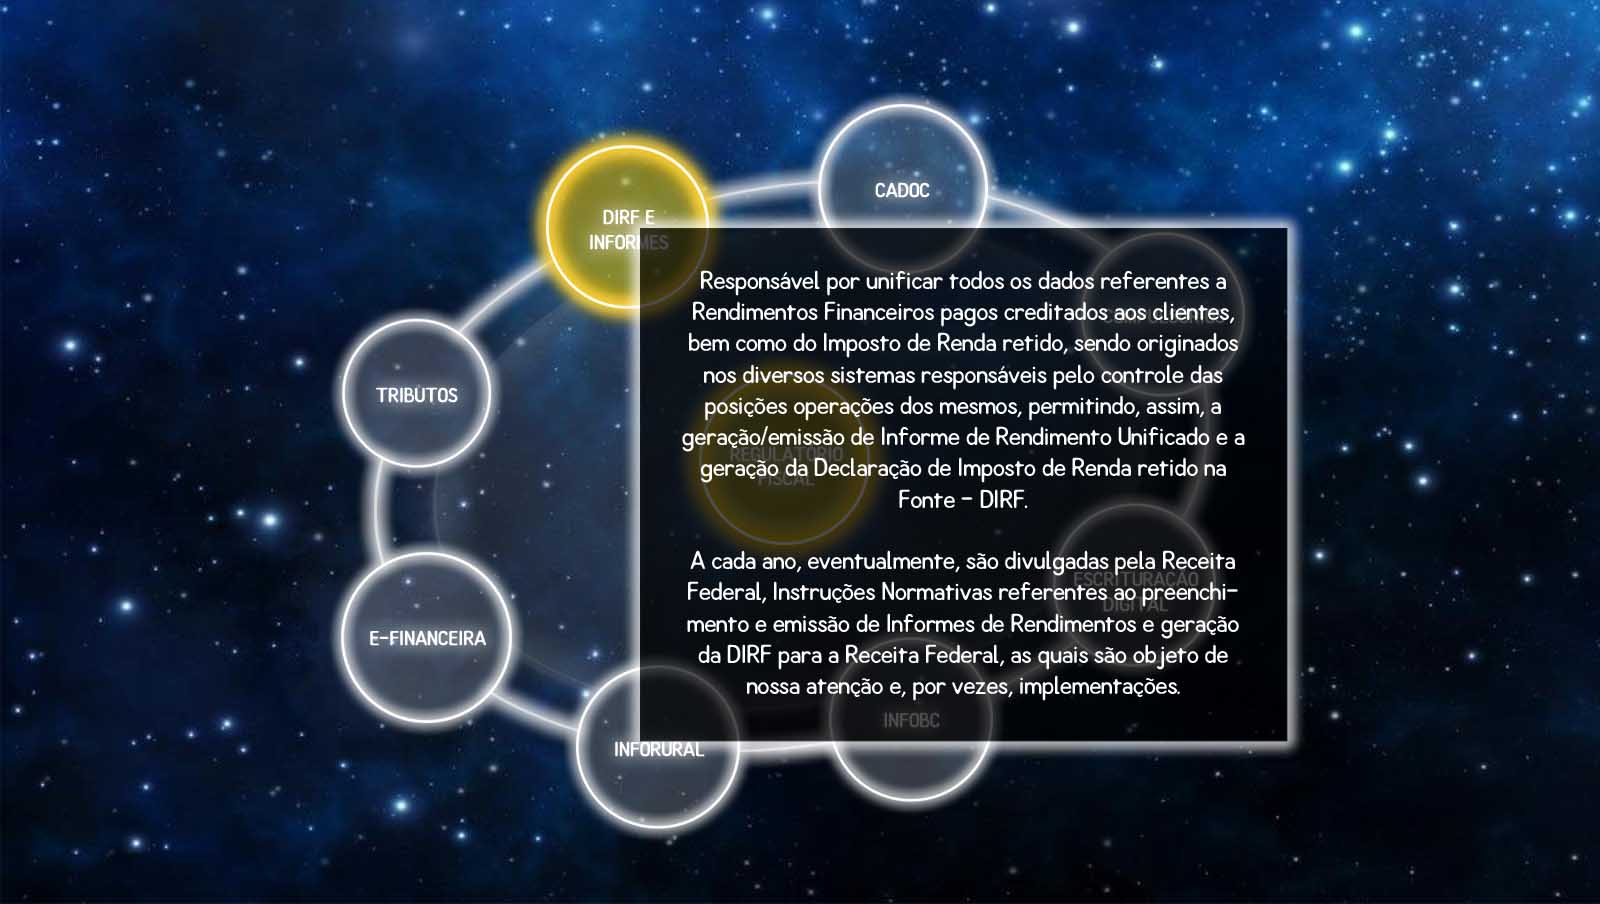 CADOC
DIRF E
INFORMES
Responsável por unificar todos os dados referentes a
Rendimentos Financeiros pagos creditados aos clientes,
bem como do Imposto de Renda retido, sendo originados
nos diversos sistemas responsáveis pelo controle das
posições operações dos mesmos, permitindo, assim, a
geração/emissão de Informe de Rendimento Unificado e a
geração da Declaração de Imposto de Renda retido na
Fonte - DIRF.
A cada ano, eventualmente, são divulgadas pela Receita
Federal, Instruções Normativas referentes ao preenchi-
mento e emissão de Informes de Rendimentos e geração
da DIRF para a Receita Federal, as quais são objeto de
nossa atenção e, por vezes, implementações.
TRIBUTOS
REGULATÓRIO
FISCAL
ESCRITURAÇÃO
DIGITAL
E-FINANCEIRA
INFOBC
INFORURAL